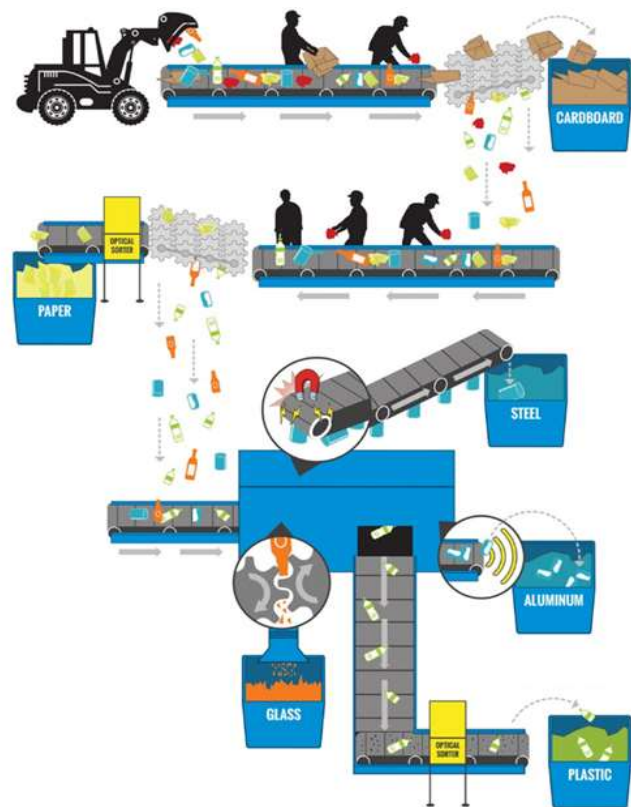 CARDBOARD
OPTICAL
SORTER
PAPER
STEEL
ALUMINUM
GLASS
OPTICAL
SORTER
PLASTIC